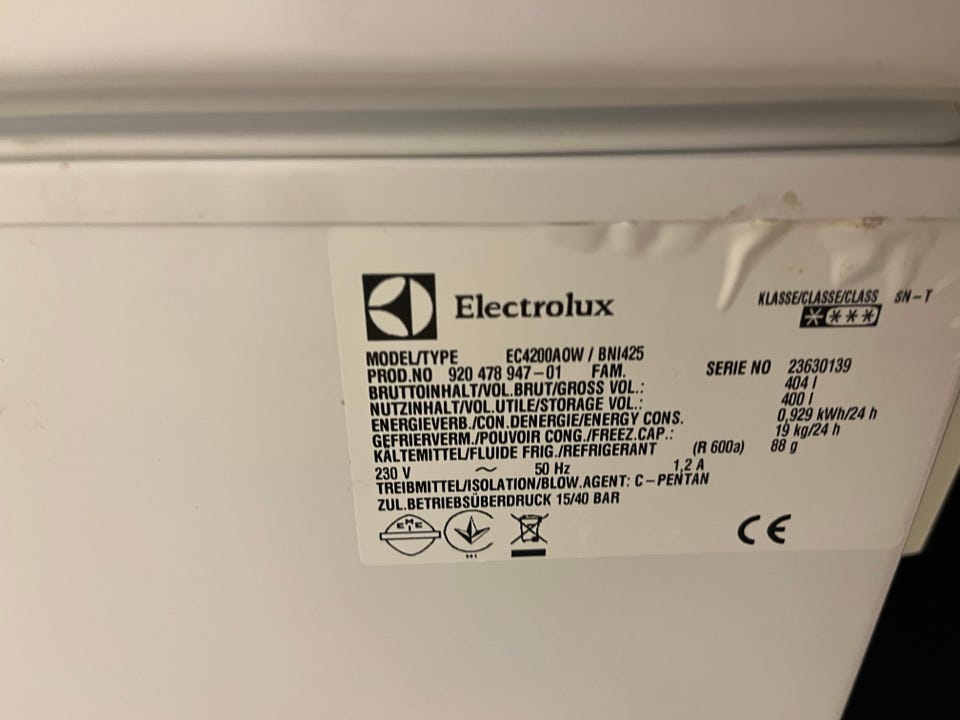 Electrolux
KLASSE/CLASSE/CLASS SN-T
MODEL/TYPE EC4200AOW / BNI425
PROD.NO 920 478 947-01 FAM. SERIE NO 23630139
BRUTTOINHALT/VOL.BRUT/GROSS VOL.: 404 l
NUTZINHALT/VOL.UTILE/STORAGE VOL.: 400 l
ENERGIEVERB./CON.DENERGIE/ENERGY CONS. 0,929 kWh/24 h
GEFRIERVERM./POUVOIR CONG./FREEZ.CAP.: 19 kg/24 h
KÄLTEMITTEL/FLUIDE FRIG./REFRIGERANT (R 600a) 88 g
230 V ~ 50 Hz 1,2 A
TREIBMITTEL/ISOLATION/BLOW.AGENT: C-PENTAN
ZUL.BETRIEBSÜBERDRUCK 15/40 BAR
CE